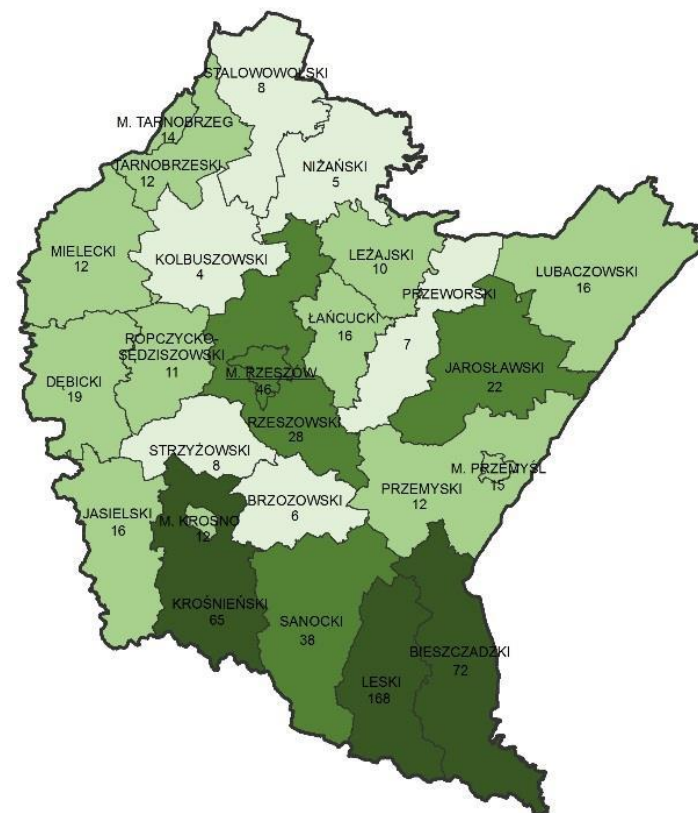 STALOWOWOLSKI
8
M. TARNOBRZEG
14
TARNOBRZESKI
12
NIŻAŃSKI
5
MIELECKI
12
KOLBUSZOWSKI
4
LEŻAJSKI
10
PRZEWORSKI
7
LUBACZOWSKI
16
ROPCZYCKO-
SĘDZISZOWSKI
11
ŁAŃCUCKI
16
DĘBICKI
19
M. RZESZÓW
46
JAROSŁAWSKI
22
RZESZOWSKI
28
STRZYŻOWSKI
8
M. PRZEMYŚL
15
PRZEMYSKI
12
BRZOZOWSKI
6
JASIELSKI
16
M. KROSNO
12
KROŚNIEŃSKI
65
SANOCKI
38
BIESZCZADZKI
72
LESKI
168